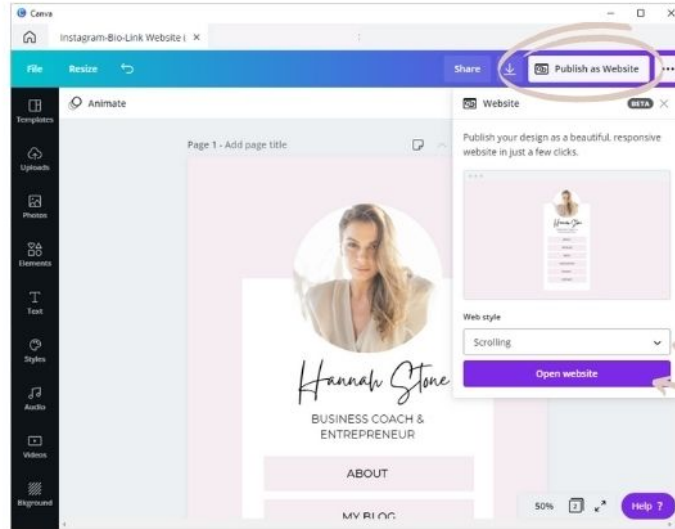 Canva
Instagram-Bio-Link Website (
File
Resize
Share
Publish as Website
Animate
Templates
Uploads
Photos
Elements
Text
Styles
Audio
Videos
Bkground
Page 1 - Add page title
Hannah Stone
BUSINESS COACH &
ENTREPRENEUR
ABOUT
MY BLOG
Website
BETA
Publish your design as a beautiful, responsive
website in just a few clicks.
Hannah Stone
Web style
Scrolling
Open website
50%
2
Help ?